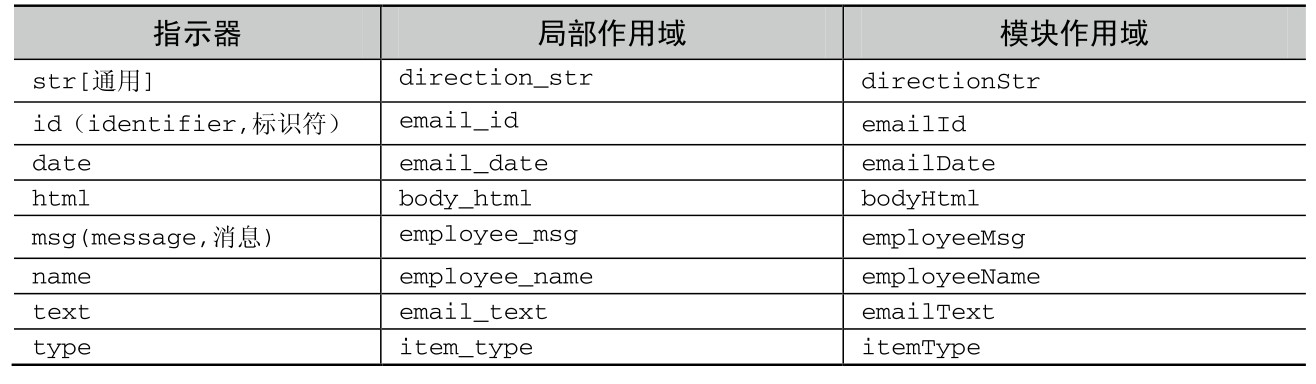 指示器 局部作用域 模块作用域
str[通用] direction_str directionStr
id（identifier,标识符） email_id emailId
date email_date emailDate
html body_html bodyHtml
msg(message,消息) employee_msg employeeMsg
name employee_name employeeName
text email_text emailText
type item_type itemType